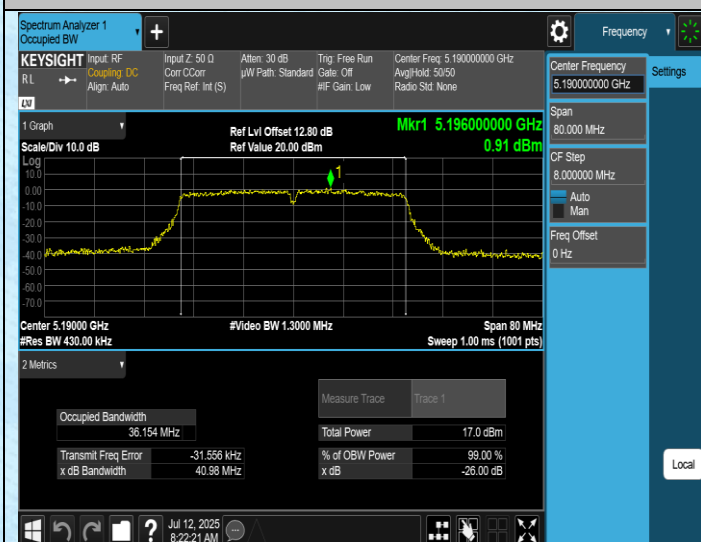 Spectrum Analyzer 1
Occupied BW
Frequency
KEYSIGHT
R L
LXI
Input: RF
Coupling: DC
Align: Auto
Input Z: 50 Ω
Corr CCorr
Freq Ref: Int (S)
Atten: 30 dB
µW Path: Standard
Trig: Free Run
Gate: Off
#IF Gain: Low
Center Freq: 5.190000000 GHz
Avg|Hold: 50/50
Radio Std: None
Center Frequency
5.190000000 GHz
Settings
Span
80.000 MHz
CF Step
8.000000 MHz
Auto
Man
Freq Offset
0 Hz
1 Graph
Scale/Div 10.0 dB
Ref Lvl Offset 12.80 dB
Ref Value 20.00 dBm
Mkr1 5.196000000 GHz
0.91 dBm
Log
10.0
0.00
-10.0
-20.0
-30.0
-40.0
-50.0
-60.0
-70.0
1
Center 5.19000 GHz
#Res BW 430.00 kHz
#Video BW 1.3000 MHz
Span 80 MHz
Sweep 1.00 ms (1001 pts)
2 Metrics
Measure Trace
Trace 1
Occupied Bandwidth
36.154 MHz
Total Power
17.0 dBm
Transmit Freq Error
-31.556 kHz
% of OBW Power
99.00 %
x dB Bandwidth
40.98 MHz
x dB
-26.00 dB
Local
?
Jul 12, 2025
8:22:21 AM